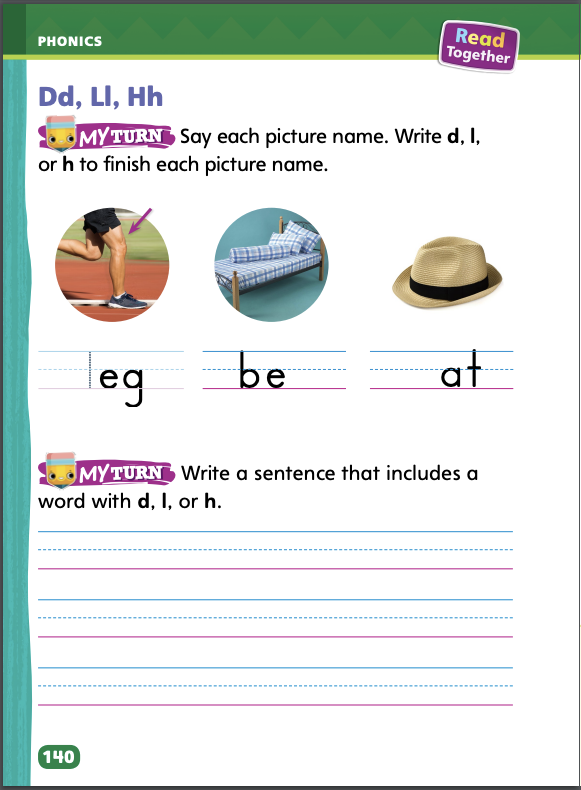 PHONICS
Read
Together
Dd, Ll, Hh
MY TURN Say each picture name. Write d, l,
or h to finish each picture name.
leg be at
MY TURN Write a sentence that includes a
word with d, l, or h.
140